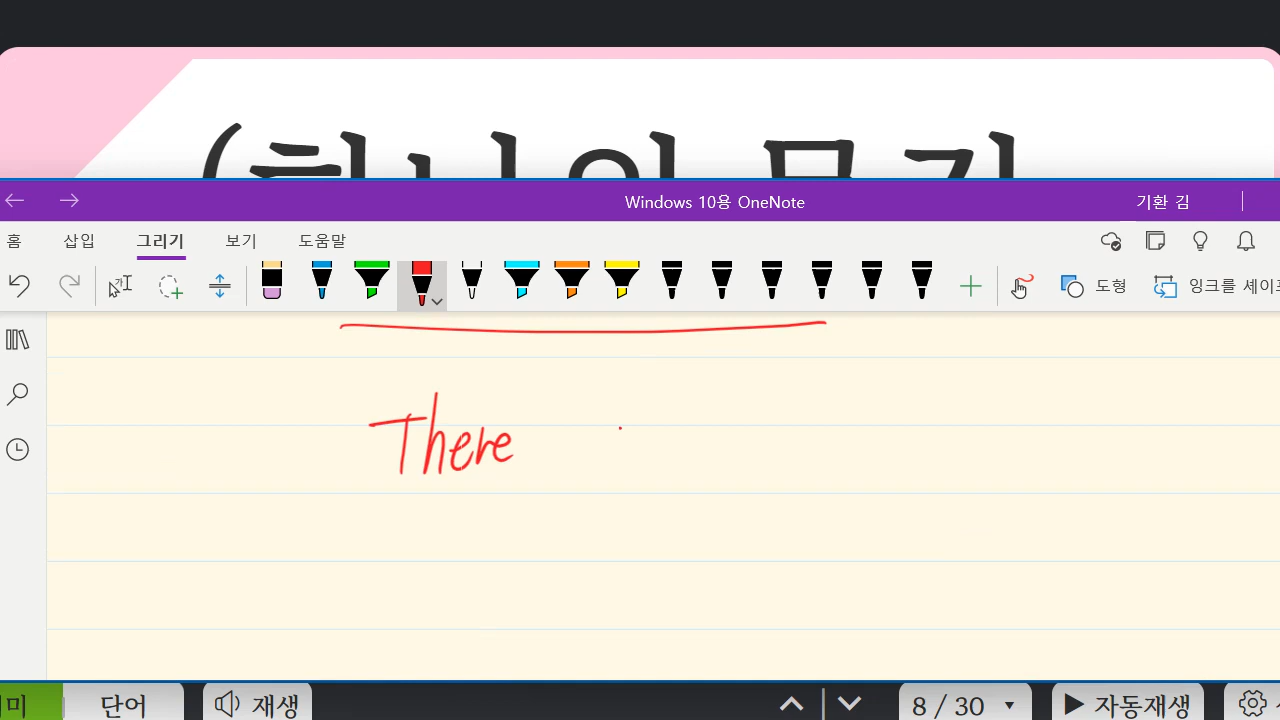 Windows 10용 OneNote
기환 김
홈 삽입 그리기 보기 도움말
도형
There
단어 재생 8 / 30 자동재생